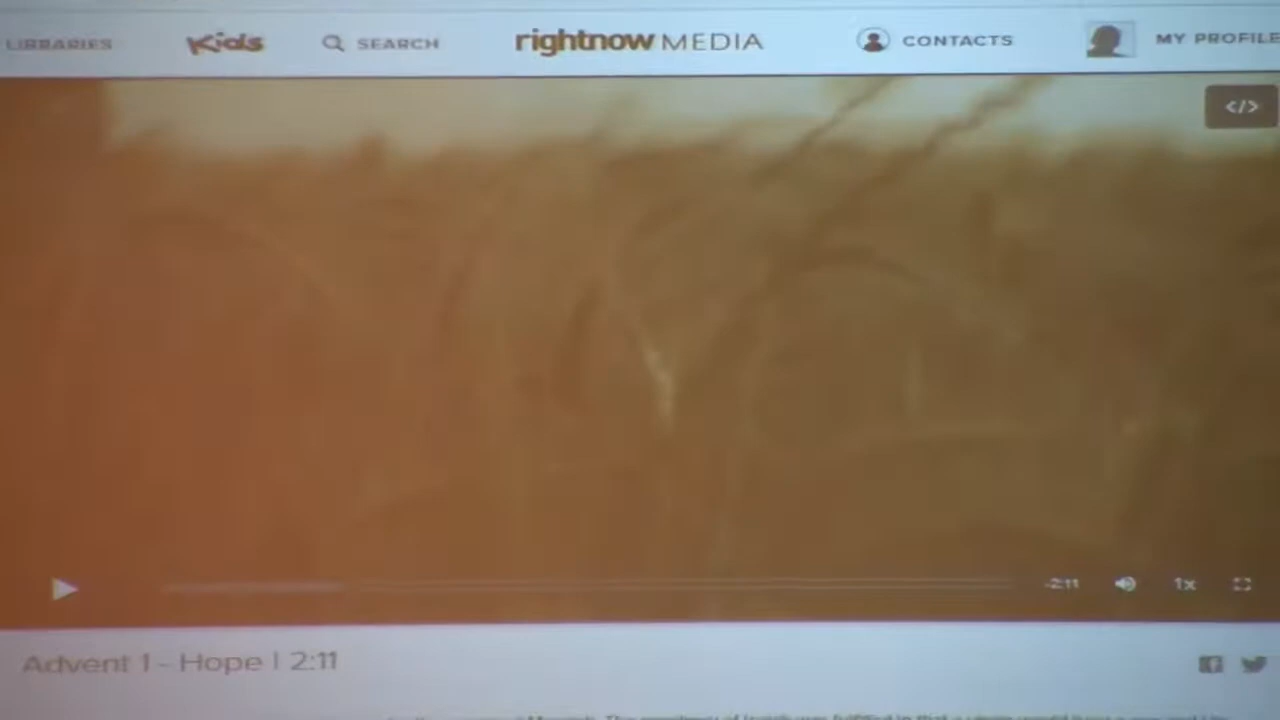 LIBRARIES Kids SEARCH rightnow MEDIA CONTACTS MY PROFILE
</>
-2:11 1x
Advent 1 - Hope | 2:11